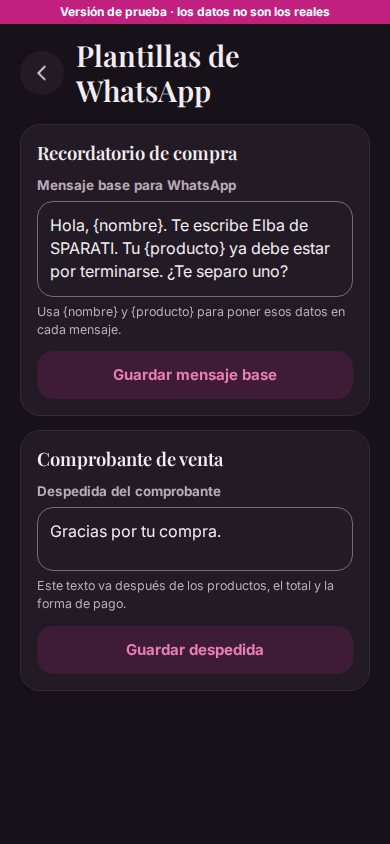 Versión de prueba · los datos no son los reales
Plantillas de
WhatsApp
Recordatorio de compra
Mensaje base para WhatsApp
Hola, {nombre}. Te escribe Elba de
SPARATI. Tu {producto} ya debe estar
por terminarse. ¿Te separo uno?
Usa {nombre} y {producto} para poner esos datos en
cada mensaje.
Guardar mensaje base
Comprobante de venta
Despedida del comprobante
Gracias por tu compra.
Este texto va después de los productos, el total y la
forma de pago.
Guardar despedida